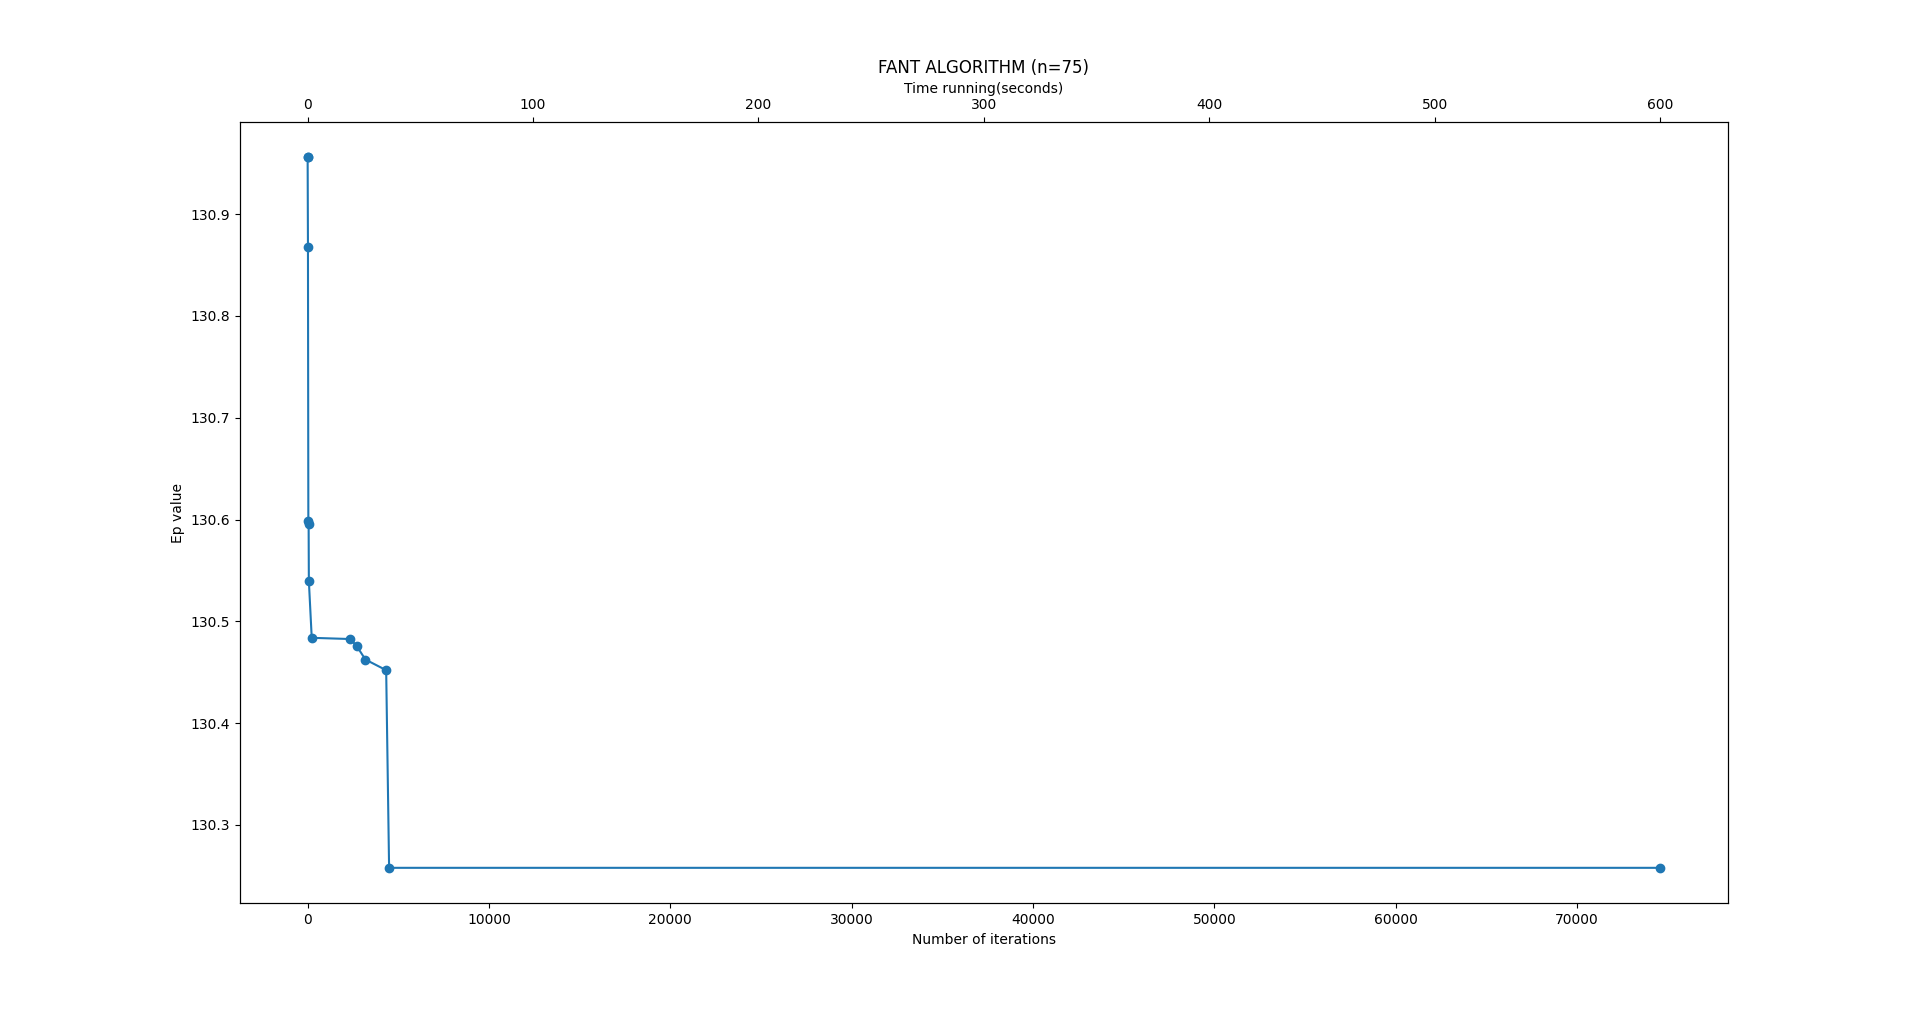 FANT ALGORITHM (n=75)
Time running(seconds)
0 100 200 300 400 500 600
130.9
130.8
130.7
130.6
130.5
130.4
130.3
Ep value
0 10000 20000 30000 40000 50000 60000 70000
Number of iterations